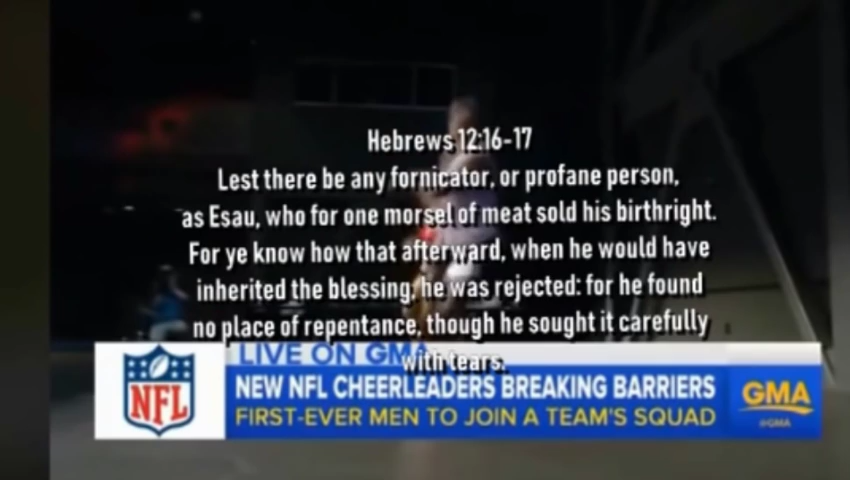 Hebrews 12:16-17
Lest there be any fornicator, or profane person,
as Esau, who for one morsel of meat sold his birthright.
For ye know how that afterward, when he would have
inherited the blessing, he was rejected: for he found
no place of repentance, though he sought it carefully
with tears.
LIVE ON GMA
NFL
NEW NFL CHEERLEADERS BREAKING BARRIERS
FIRST-EVER MEN TO JOIN A TEAM'S SQUAD
GMA
@GMA